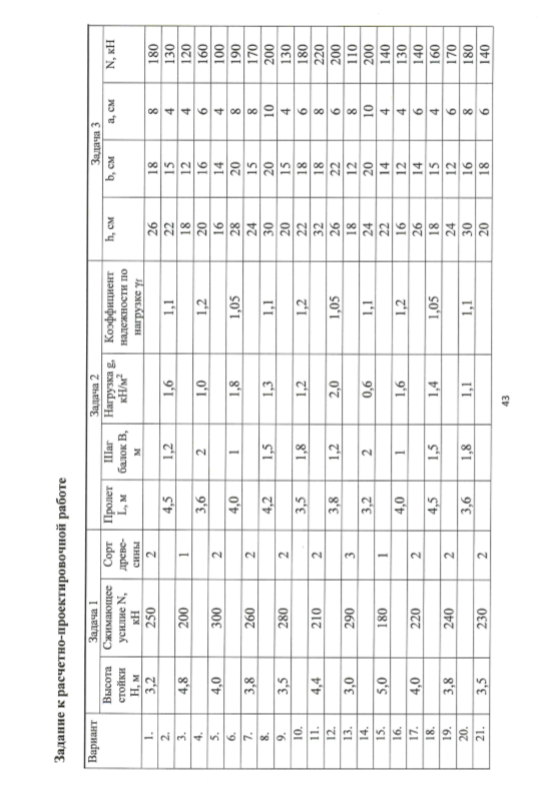 Задание к расчетно-проектировочной работе
Вариант Задача 1 Задача 2 Задача 3
Высота стойки Н, м Сжимающее усилие N, кН Сорт древе-сины Пролет L, м Шаг балок В, м Нагрузка g, кН/м² Коэффициент надежности по нагрузке γf h, см b, см a, см N, кН
1. 3,2 250 2 26 18 8 180
2. 4,5 1,2 1,6 1,1 22 15 4 130
3. 4,8 200 1 18 12 4 120
4. 3,6 2 1,0 1,2 20 16 6 160
5. 4,0 300 2 16 14 4 100
6. 4,0 1 1,8 1,05 28 20 8 190
7. 3,8 260 2 24 15 8 170
8. 4,2 1,5 1,3 1,1 30 20 10 200
9. 3,5 280 2 20 15 4 130
10. 3,5 1,8 1,2 1,2 22 18 6 180
11. 4,4 210 2 32 18 8 220
12. 3,8 1,2 2,0 1,05 26 22 6 200
13. 3,0 290 3 18 12 8 110
14. 3,2 2 0,6 1,1 24 20 10 200
15. 5,0 180 1 22 14 4 140
16. 4,0 1 1,6 1,2 16 12 4 130
17. 4,0 220 2 26 14 6 140
18. 4,5 1,5 1,4 1,05 18 15 4 160
19. 3,8 240 2 24 12 6 170
20. 3,6 1,8 1,1 1,1 30 16 8 180
21. 3,5 230 2 20 18 6 140
43